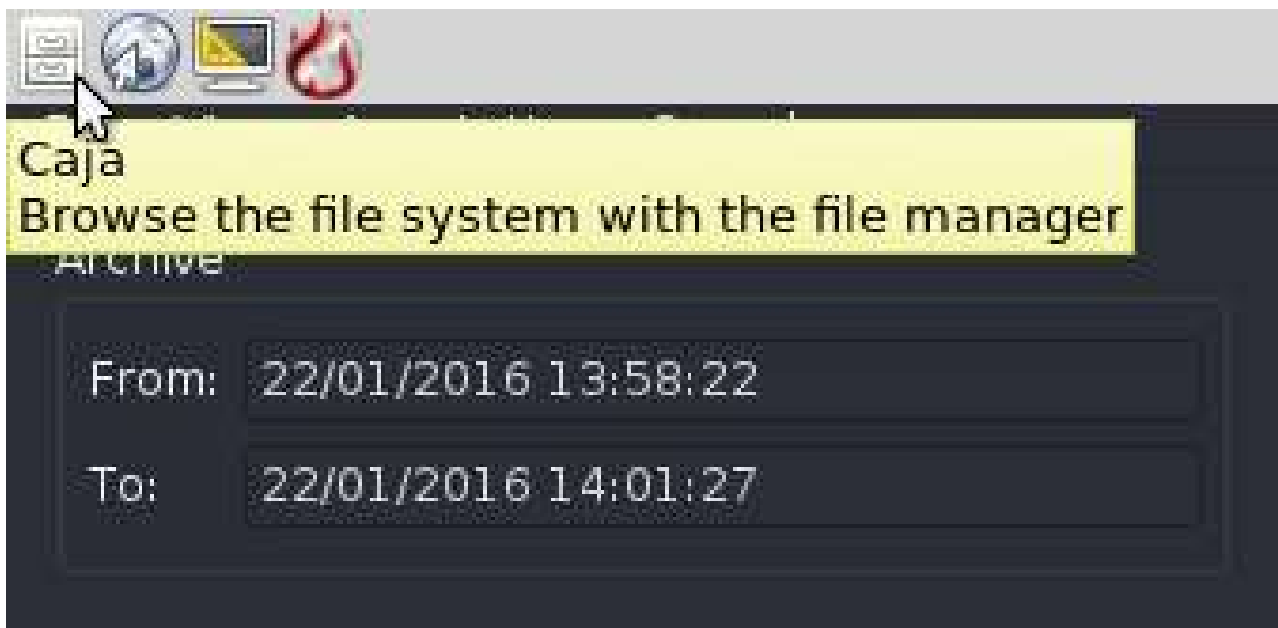 Caja
Browse the file system with the file manager
Archive
From: 22/01/2016 13:58:22
To: 22/01/2016 14:01:27